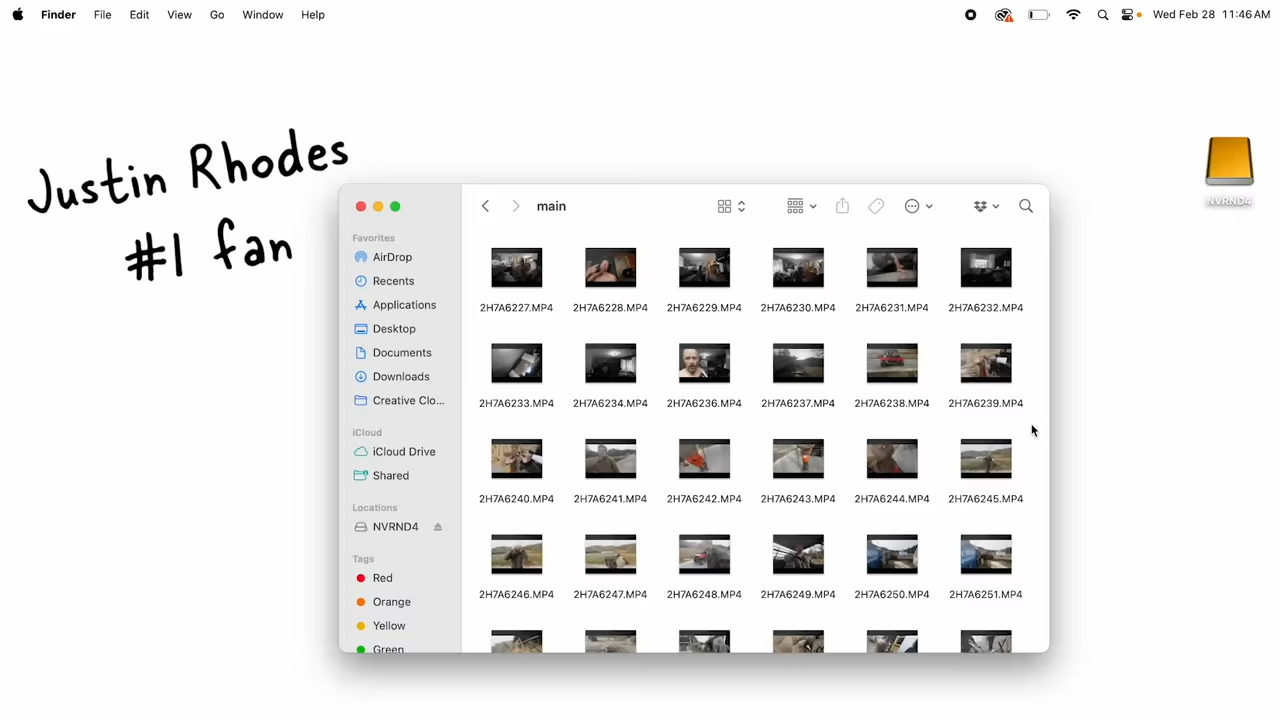 Finder File Edit View Go Window Help Wed Feb 28 11:46 AM
Justin Rhodes
#1 fan
NVRND4
main
Favorites
AirDrop
Recents
Applications
Desktop
Documents
Downloads
Creative Clo...
iCloud
iCloud Drive
Shared
Locations
NVRND4
Tags
Red
Orange
Yellow
Green
2H7A6227.MP4 2H7A6228.MP4 2H7A6229.MP4 2H7A6230.MP4 2H7A6231.MP4 2H7A6232.MP4
2H7A6233.MP4 2H7A6234.MP4 2H7A6236.MP4 2H7A6237.MP4 2H7A6238.MP4 2H7A6239.MP4
2H7A6240.MP4 2H7A6241.MP4 2H7A6242.MP4 2H7A6243.MP4 2H7A6244.MP4 2H7A6245.MP4
2H7A6246.MP4 2H7A6247.MP4 2H7A6248.MP4 2H7A6249.MP4 2H7A6250.MP4 2H7A6251.MP4